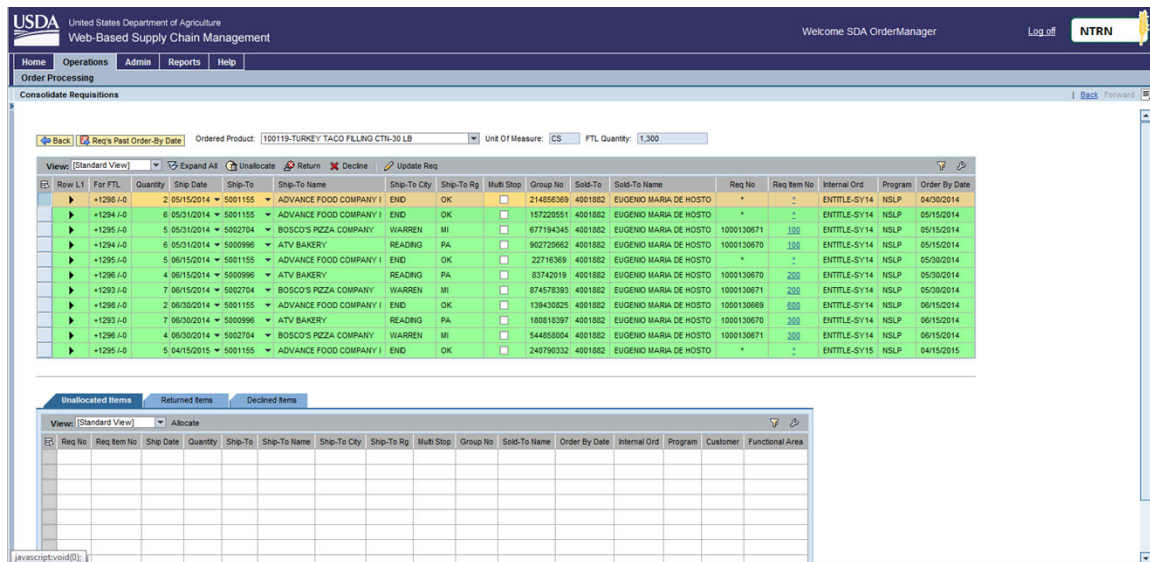 USDA United States Department of Agriculture
Web-Based Supply Chain Management
Welcome SDA OrderManager Log off NTRN
Home Operations Admin Reports Help
Order Processing
Consolidate Requisitions | Back Forward
Back Req's Past Order-By Date Ordered Product: 100119-TURKEY TACO FILLING CTN-30 LB Unit Of Measure: CS FTL Quantity: 1,300
View: [Standard View] Expand All Unallocate Return Decline Update Req
Row L1 For FTL Quantity Ship Date Ship-To Ship-To Name Ship-To City Ship-To Rg Multi Stop Group No Sold-To Sold-To Name Req No Req Item No Internal Ord Program Order By Date
+1298 /-0 2 05/15/2014 5001155 ADVANCE FOOD COMPANY I ENID OK 214856369 4001882 EUGENIO MARIA DE HOSTO * * ENTITLE-SY14 NSLP 04/30/2014
+1294 /-0 6 05/31/2014 5001155 ADVANCE FOOD COMPANY I ENID OK 157220551 4001882 EUGENIO MARIA DE HOSTO * * ENTITLE-SY14 NSLP 05/15/2014
+1295 /-0 5 05/31/2014 5002704 BOSCO'S PIZZA COMPANY WARREN MI 677194345 4001882 EUGENIO MARIA DE HOSTO 1000130671 100 ENTITLE-SY14 NSLP 05/15/2014
+1294 /-0 6 05/31/2014 5000996 ATV BAKERY READING PA 902720662 4001882 EUGENIO MARIA DE HOSTO 1000130670 100 ENTITLE-SY14 NSLP 05/15/2014
+1295 /-0 5 06/15/2014 5001155 ADVANCE FOOD COMPANY I ENID OK 22716369 4001882 EUGENIO MARIA DE HOSTO * * ENTITLE-SY14 NSLP 05/30/2014
+1296 /-0 4 06/15/2014 5000996 ATV BAKERY READING PA 83742019 4001882 EUGENIO MARIA DE HOSTO 1000130670 200 ENTITLE-SY14 NSLP 05/30/2014
+1293 /-0 7 06/15/2014 5002704 BOSCO'S PIZZA COMPANY WARREN MI 874578393 4001882 EUGENIO MARIA DE HOSTO 1000130671 200 ENTITLE-SY14 NSLP 05/30/2014
+1298 /-0 2 06/30/2014 5001155 ADVANCE FOOD COMPANY I ENID OK 139430825 4001882 EUGENIO MARIA DE HOSTO 1000130669 600 ENTITLE-SY14 NSLP 06/15/2014
+1293 /-0 7 06/30/2014 5000996 ATV BAKERY READING PA 180818397 4001882 EUGENIO MARIA DE HOSTO 1000130670 300 ENTITLE-SY14 NSLP 06/15/2014
+1296 /-0 4 06/30/2014 5002704 BOSCO'S PIZZA COMPANY WARREN MI 544858004 4001882 EUGENIO MARIA DE HOSTO 1000130671 300 ENTITLE-SY14 NSLP 06/15/2014
+1295 /-0 5 04/15/2015 5001155 ADVANCE FOOD COMPANY I ENID OK 240790332 4001882 EUGENIO MARIA DE HOSTO * * ENTITLE-SY15 NSLP 04/15/2015
Unallocated Items Returned Items Declined Items
View: [Standard View] Allocate
Req No Req Item No Ship Date Quantity Ship-To Ship-To Name Ship-To City Ship-To Rg Multi Stop Group No Sold-To Name Order By Date Internal Ord Program Customer Functional Area
javascript:void(0);